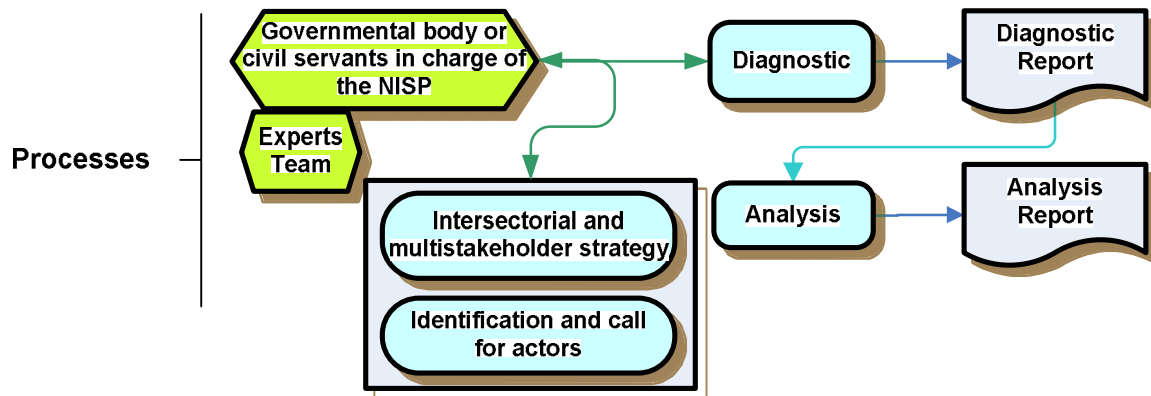 Processes
Governmental body or
civil servants in charge of
the NISP
Experts
Team
Diagnostic
Diagnostic
Report
Intersectorial and
multistakeholder strategy
Identification and call
for actors
Analysis
Analysis
Report